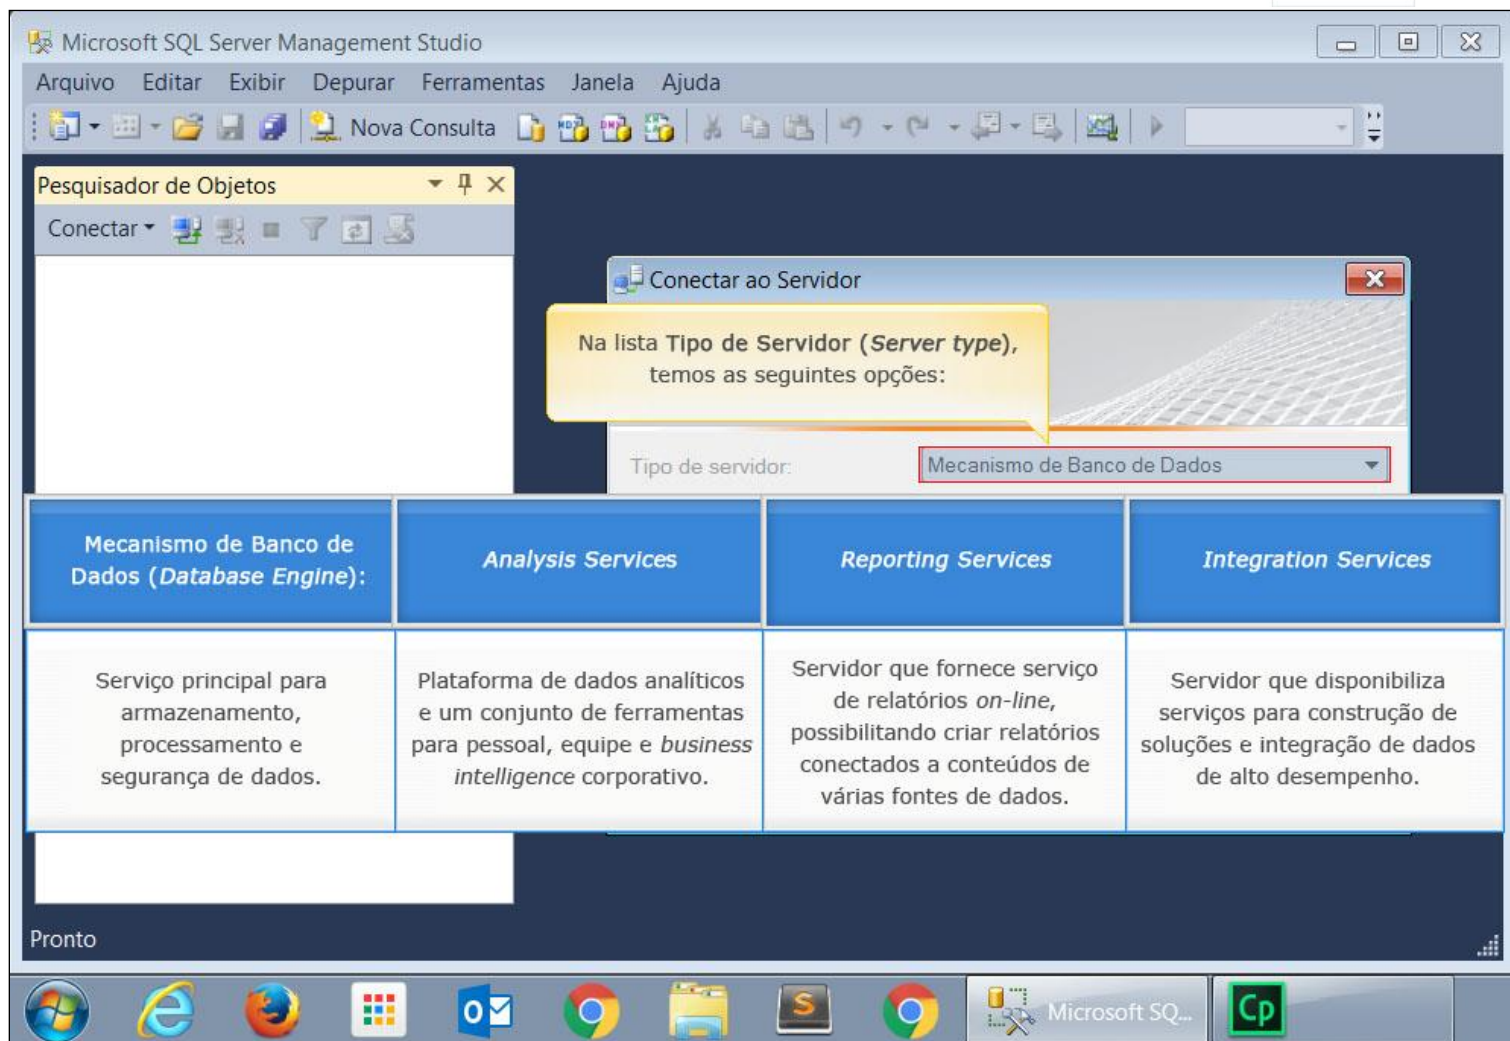 Microsoft SQL Server Management Studio
Arquivo Editar Exibir Depurar Ferramentas Janela Ajuda
Nova Consulta
Pesquisador de Objetos
Conectar
Conectar ao Servidor
Na lista Tipo de Servidor (Server type),
temos as seguintes opções:
Tipo de servidor: Mecanismo de Banco de Dados
Mecanismo de Banco de
Dados (Database Engine):
Analysis Services
Reporting Services
Integration Services
Serviço principal para
armazenamento,
processamento e
segurança de dados.
Plataforma de dados analíticos
e um conjunto de ferramentas
para pessoal, equipe e business
intelligence corporativo.
Servidor que fornece serviço
de relatórios on-line,
possibilitando criar relatórios
conectados a conteúdos de
várias fontes de dados.
Servidor que disponibiliza
serviços para construção de
soluções e integração de dados
de alto desempenho.
Pronto
Microsoft SQ...
Cp